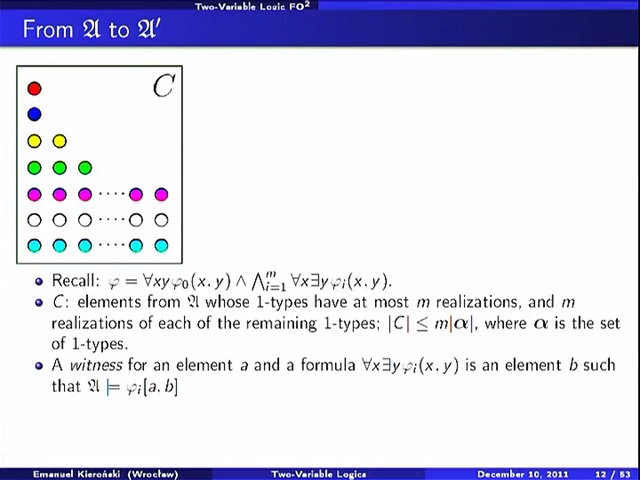 Two-Variable Logic FO²
From 𝔄 to 𝔄′
C
Recall: φ = ∀xyφ₀(x, y) ∧ ⋀ᵐᵢ₌₁ ∀x∃yφᵢ(x, y).
C: elements from 𝔄 whose 1-types have at most m realizations, and m
realizations of each of the remaining 1-types; |C| ≤ m|α|, where α is the set
of 1-types.
A witness for an element a and a formula ∀x∃yφᵢ(x, y) is an element b such
that 𝔄 ⊨ φᵢ[a, b]
Emanuel Kieroński (Wrocław) Two-Variable Logics December 10, 2011 12 / 53